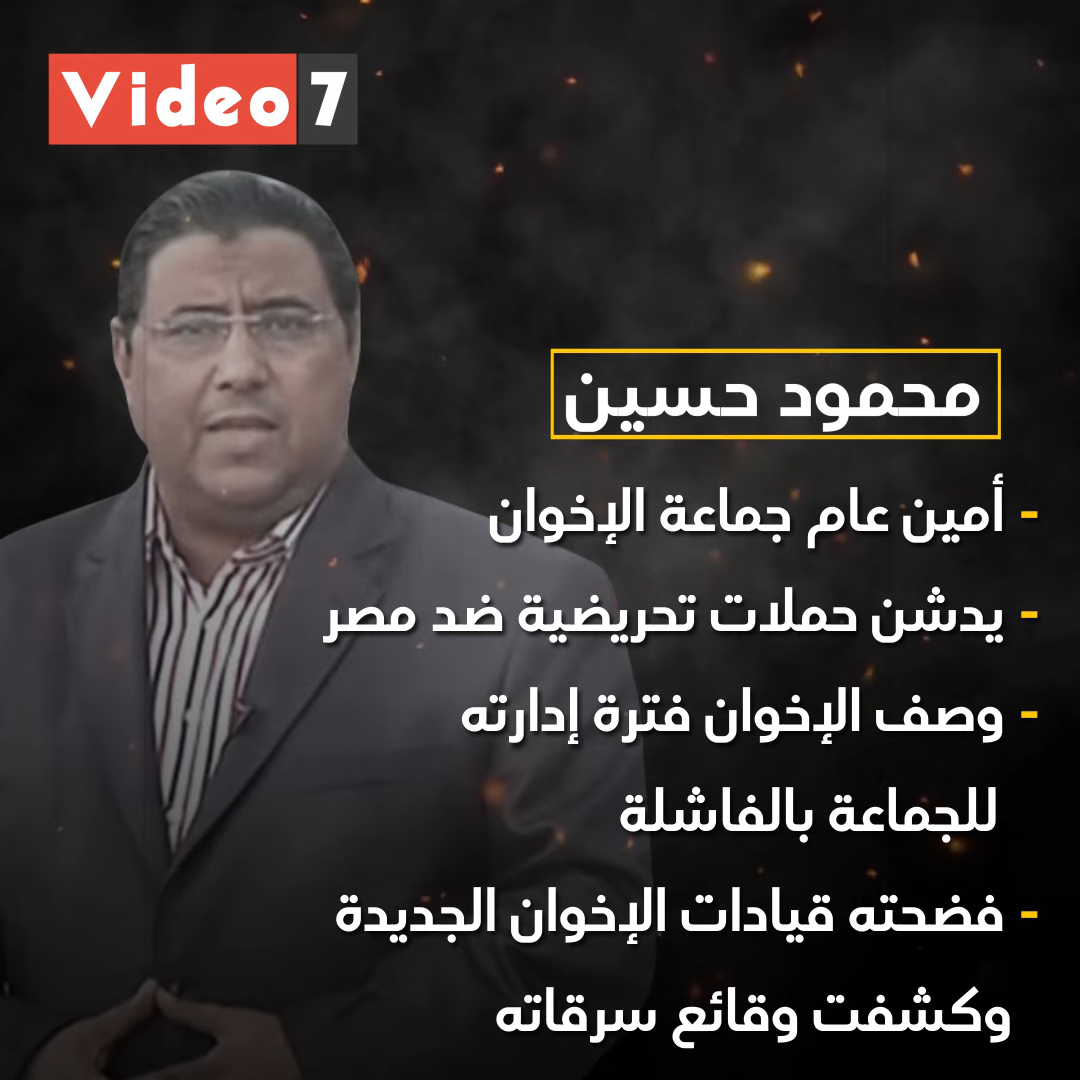 Video 7
محمود حسين
- أمين عام جماعة الإخوان
- يدشن حملات تحريضية ضد مصر
- وصف الإخوان فترة إدارته
للجماعة بالفاشلة
- فضحته قيادات الإخوان الجديدة
وكشفت وقائع سرقاته